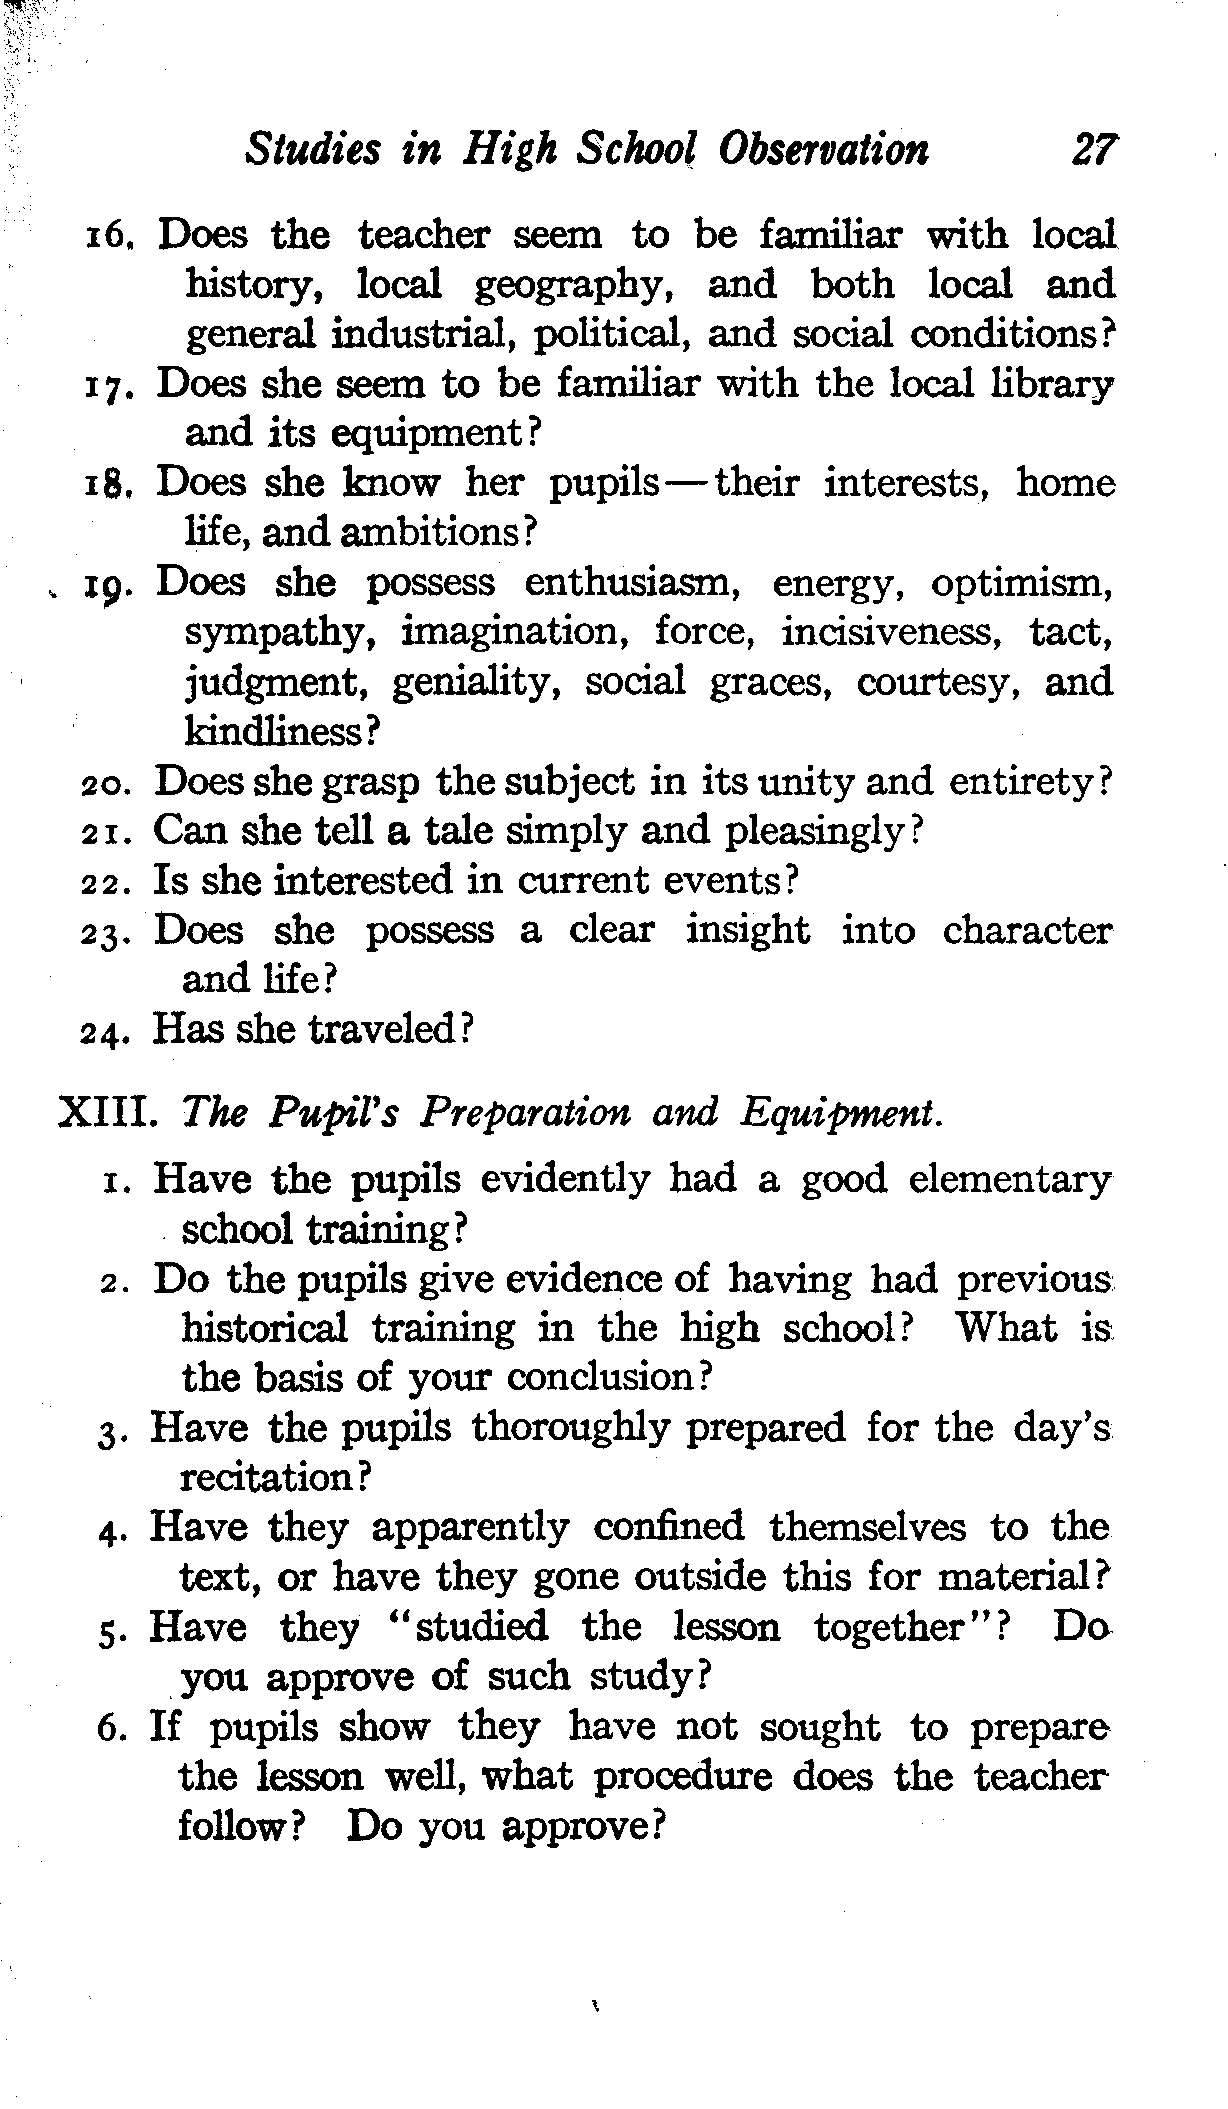 Studies in High School Observation 27
16. Does the teacher seem to be familiar with local
history, local geography, and both local and
general industrial, political, and social conditions?
17. Does she seem to be familiar with the local library
and its equipment?
18. Does she know her pupils—their interests, home
life, and ambitions?
19. Does she possess enthusiasm, energy, optimism,
sympathy, imagination, force, incisiveness, tact,
judgment, geniality, social graces, courtesy, and
kindliness?
20. Does she grasp the subject in its unity and entirety?
21. Can she tell a tale simply and pleasingly?
22. Is she interested in current events?
23. Does she possess a clear insight into character
and life?
24. Has she traveled?
XIII. The Pupil's Preparation and Equipment.
1. Have the pupils evidently had a good elementary
school training?
2. Do the pupils give evidence of having had previous
historical training in the high school? What is
the basis of your conclusion?
3. Have the pupils thoroughly prepared for the day's
recitation?
4. Have they apparently confined themselves to the
text, or have they gone outside this for material?
5. Have they "studied the lesson together"? Do
you approve of such study?
6. If pupils show they have not sought to prepare
the lesson well, what procedure does the teacher
follow? Do you approve?